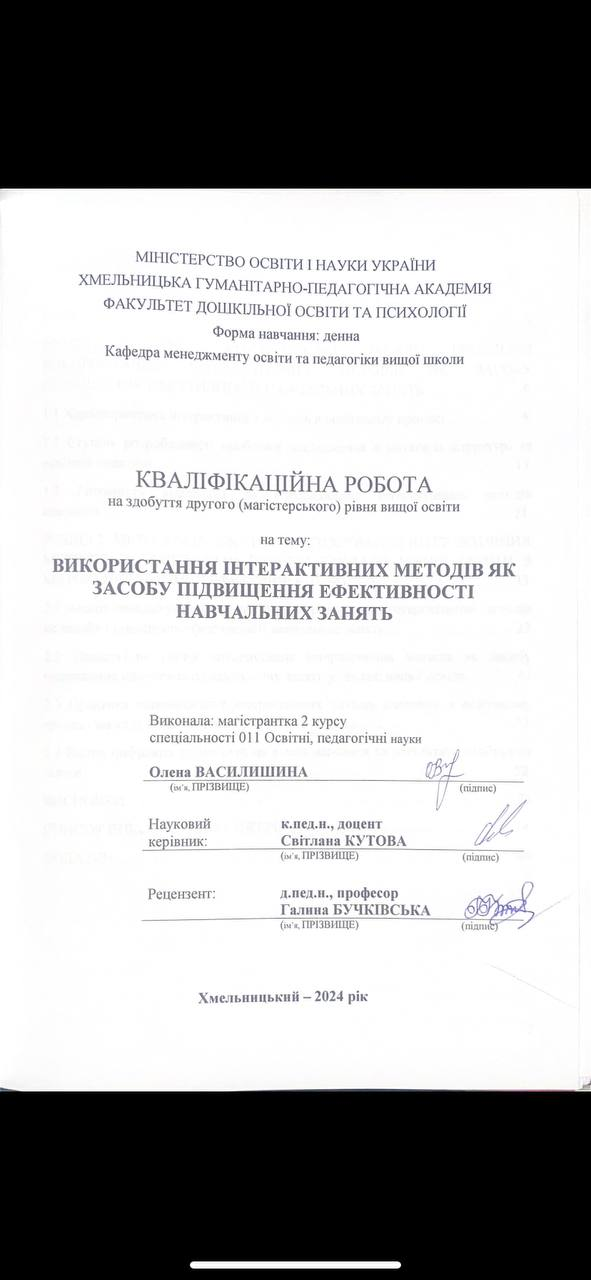 МІНІСТЕРСТВО ОСВІТИ І НАУКИ УКРАЇНИ
ХМЕЛЬНИЦЬКА ГУМАНІТАРНО-ПЕДАГОГІЧНА АКАДЕМІЯ
ФАКУЛЬТЕТ ДОШКІЛЬНОЇ ОСВІТИ ТА ПСИХОЛОГІЇ
Форма навчання: денна
Кафедра менеджменту освіти та педагогіки вищої школи
КВАЛІФІКАЦІЙНА РОБОТА
на здобуття другого (магістерського) рівня вищої освіти
на тему:
ВИКОРИСТАННЯ ІНТЕРАКТИВНИХ МЕТОДІВ ЯК
ЗАСОБУ ПІДВИЩЕННЯ ЕФЕКТИВНОСТІ
НАВЧАЛЬНИХ ЗАНЯТЬ
Виконала: магістрантка 2 курсу
спеціальності 011 Освітні, педагогічні науки
Олена ВАСИЛИШИНА
(ім'я, ПРІЗВИЩЕ) (підпис)
Науковий к.пед.н., доцент
керівник: Світлана КУТОВА
(ім'я, ПРІЗВИЩЕ) (підпис)
Рецензент: д.пед.н., професор
Галина БУЧКІВСЬКА
(ім'я, ПРІЗВИЩЕ) (підпис)
Хмельницький – 2024 рік